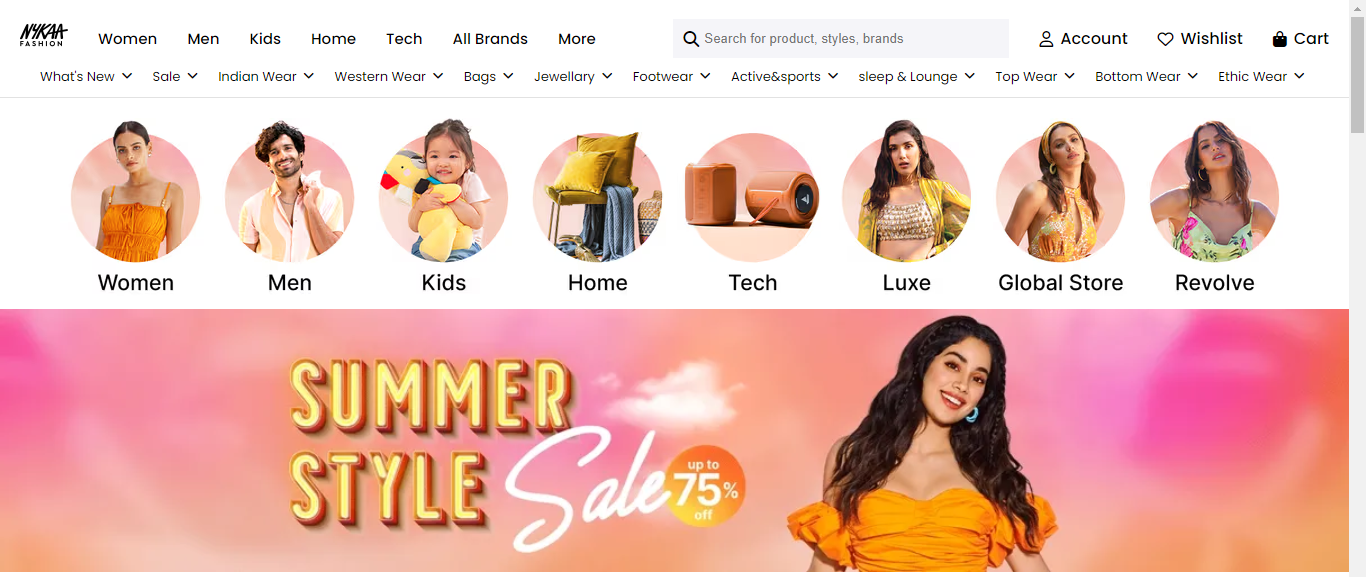 NYKAA
FASHION
Women Men Kids Home Tech All Brands More
Search for product, styles, brands
Account Wishlist Cart
What's New Sale Indian Wear Western Wear Bags Jewellary Footwear Active&sports sleep & Lounge Top Wear Bottom Wear Ethic Wear
Women Men Kids Home Tech Luxe Global Store Revolve
SUMMER
STYLE Sale
up to
75%
off